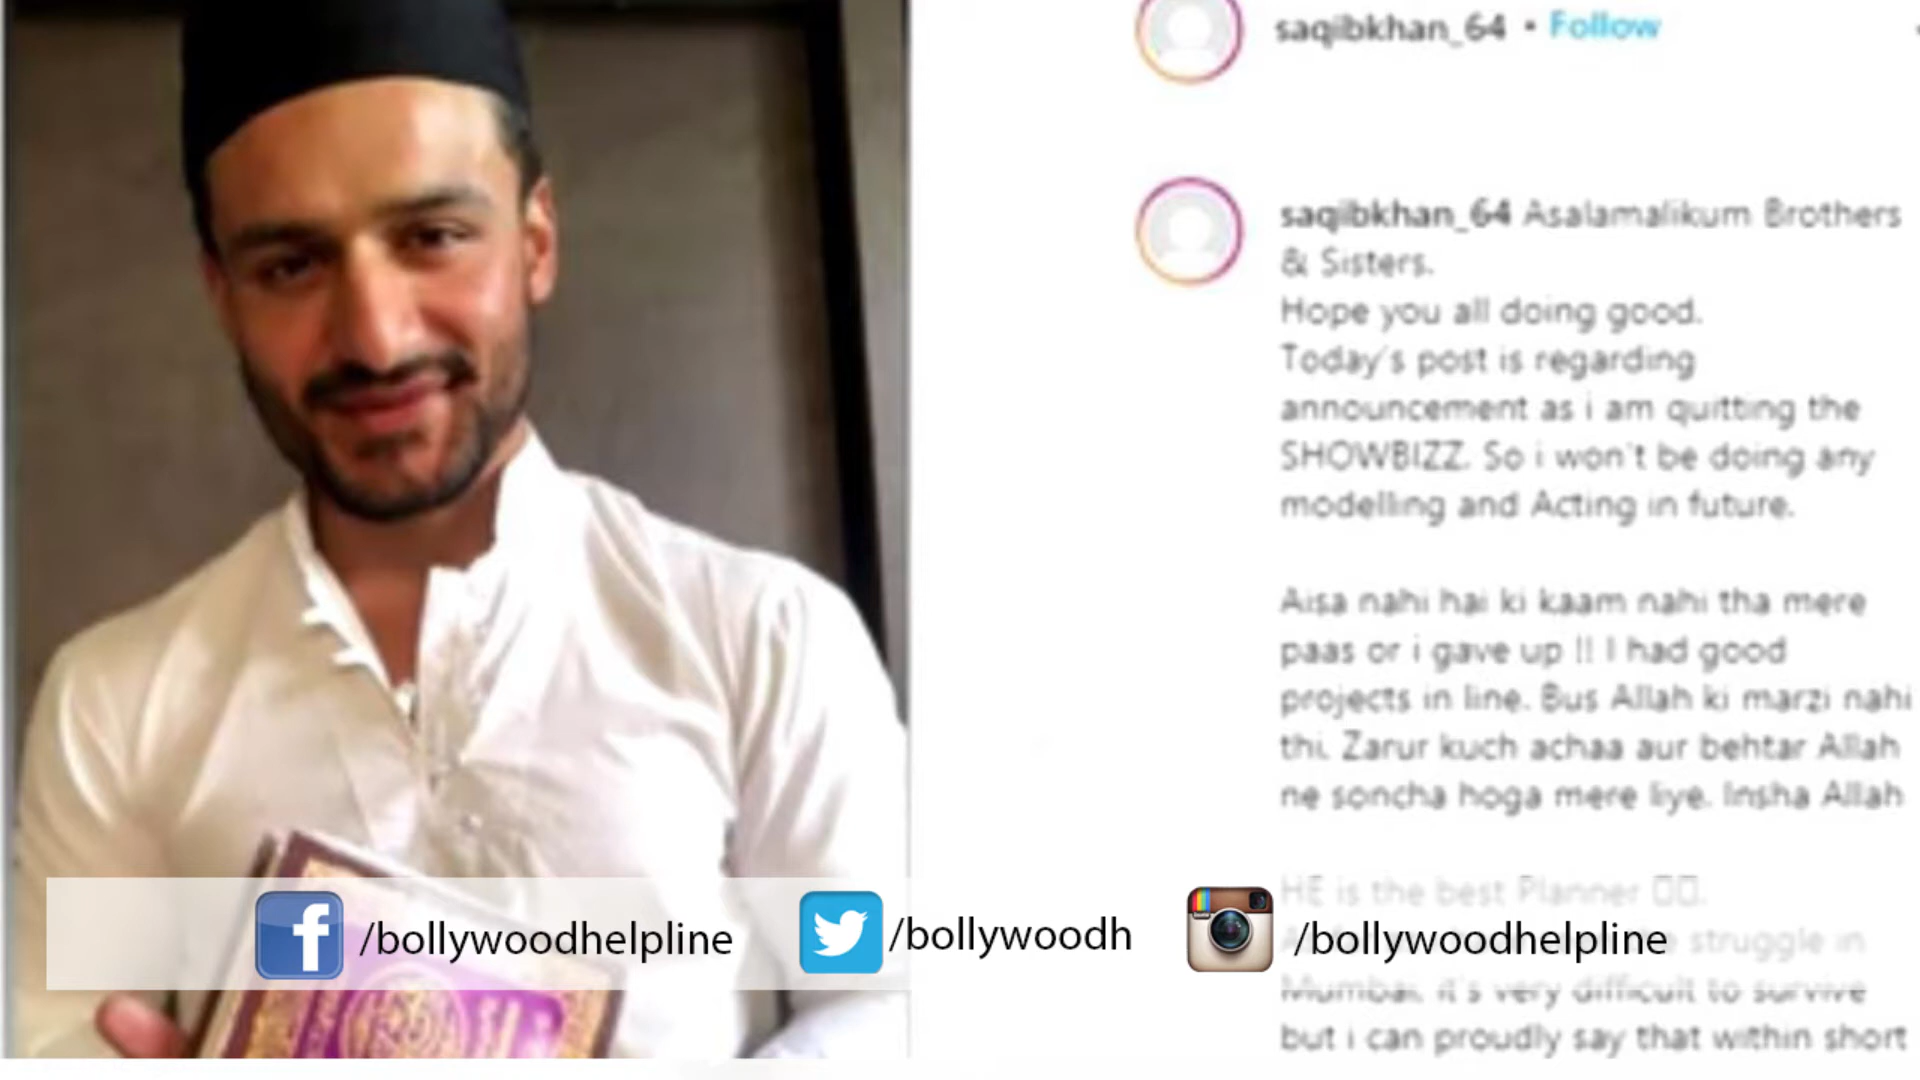 saqibkhan_64 • Follow
saqibkhan_64 Asalamalikum Brothers
& Sisters.
Hope you all doing good.
Today's post is regarding
announcement as i am quitting the
SHOWBIZZ. So i won't be doing any
modelling and Acting in future.
Aisa nahi hai ki kaam nahi tha mere
paas or i gave up !! I had good
projects in line. Bus Allah ki marzi nahi
thi. Zarur kuch achaa aur behtar Allah
ne soncha hoga mere liye. Insha Allah
HE is the best Planner
/bollywoodhelpline /bollywoodh /bollywoodhelpline
struggle in
Mumbai, it's very difficult to survive
but i can proudly say that within short